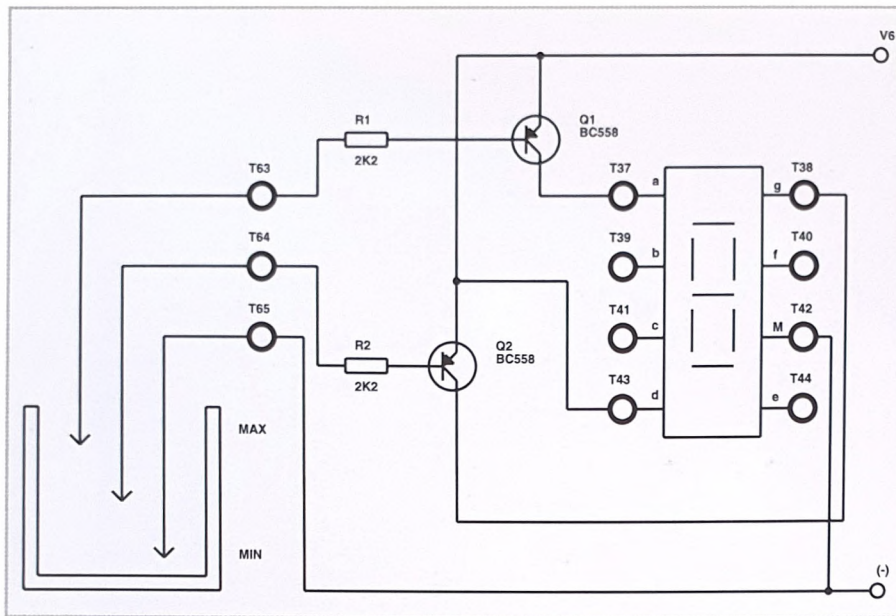 V6
R1
2K2
Q1
BC558
T63
T37
a
g
T38
T64
T39
b
f
T40
T65
T41
c
M
T42
R2
2K2
Q2
BC558
T43
d
e
T44
MAX
MIN
(-)